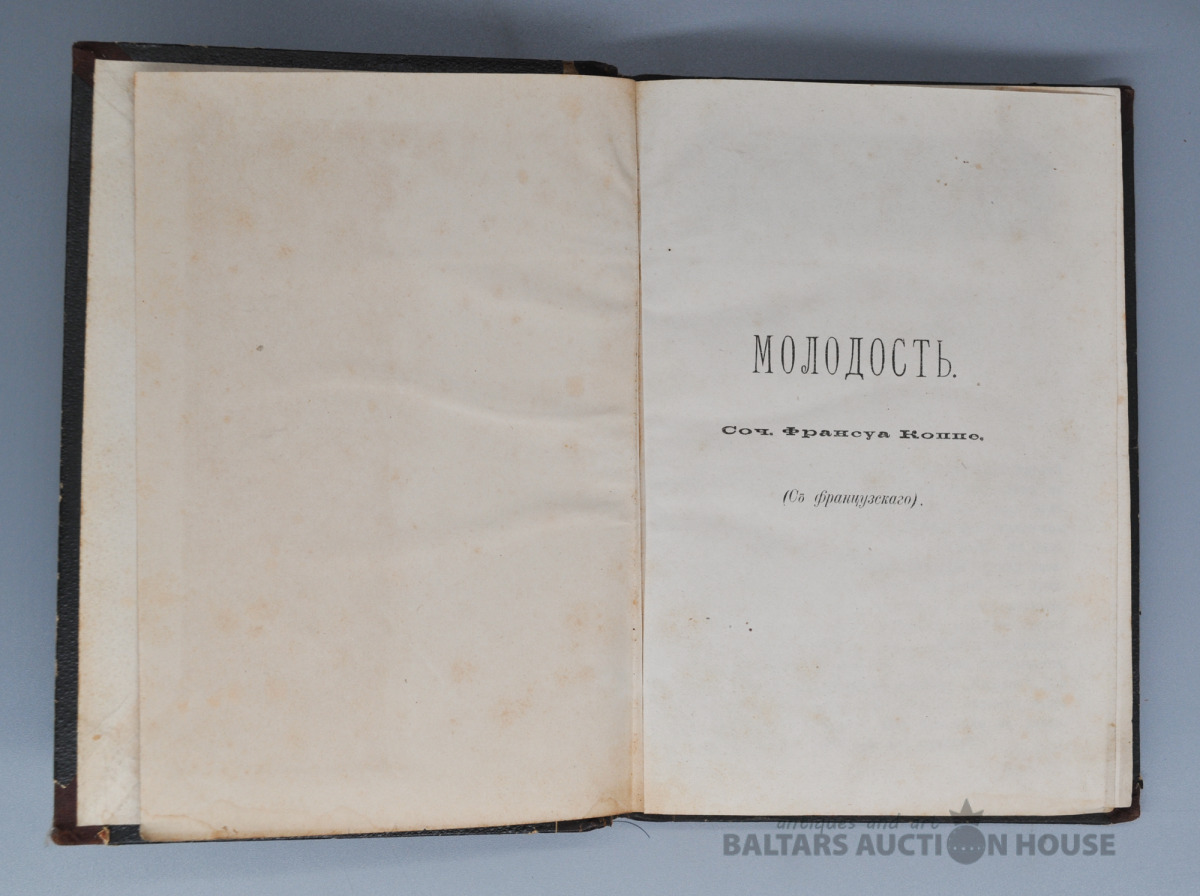 МОЛОДОСТЬ.
Соч. Франсуа Коппе.
(Съ французскаго).
antiques and art
BALTARS AUCTION HOUSE